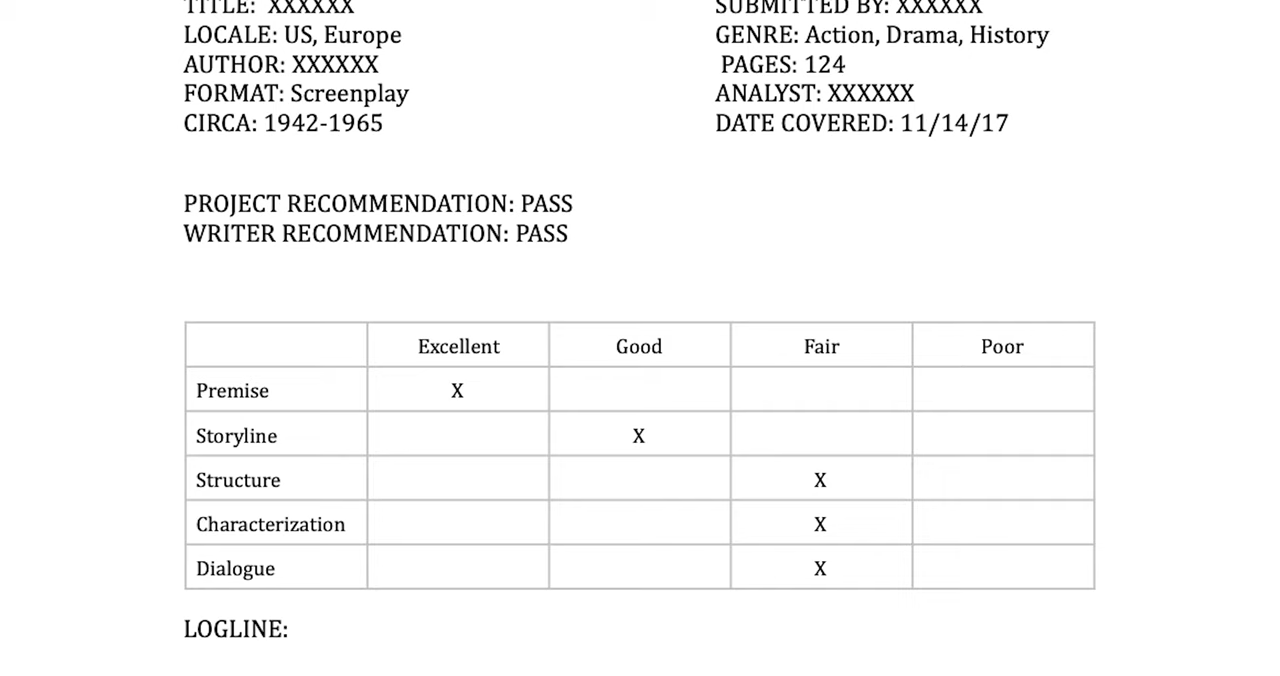 TITLE: XXXXXX
SUBMITTED BY: XXXXXX
LOCALE: US, Europe
GENRE: Action, Drama, History
AUTHOR: XXXXXX
PAGES: 124
FORMAT: Screenplay
ANALYST: XXXXXX
CIRCA: 1942-1965
DATE COVERED: 11/14/17
PROJECT RECOMMENDATION: PASS
WRITER RECOMMENDATION: PASS
Excellent Good Fair Poor
Premise X
Storyline X
Structure X
Characterization X
Dialogue X
LOGLINE: